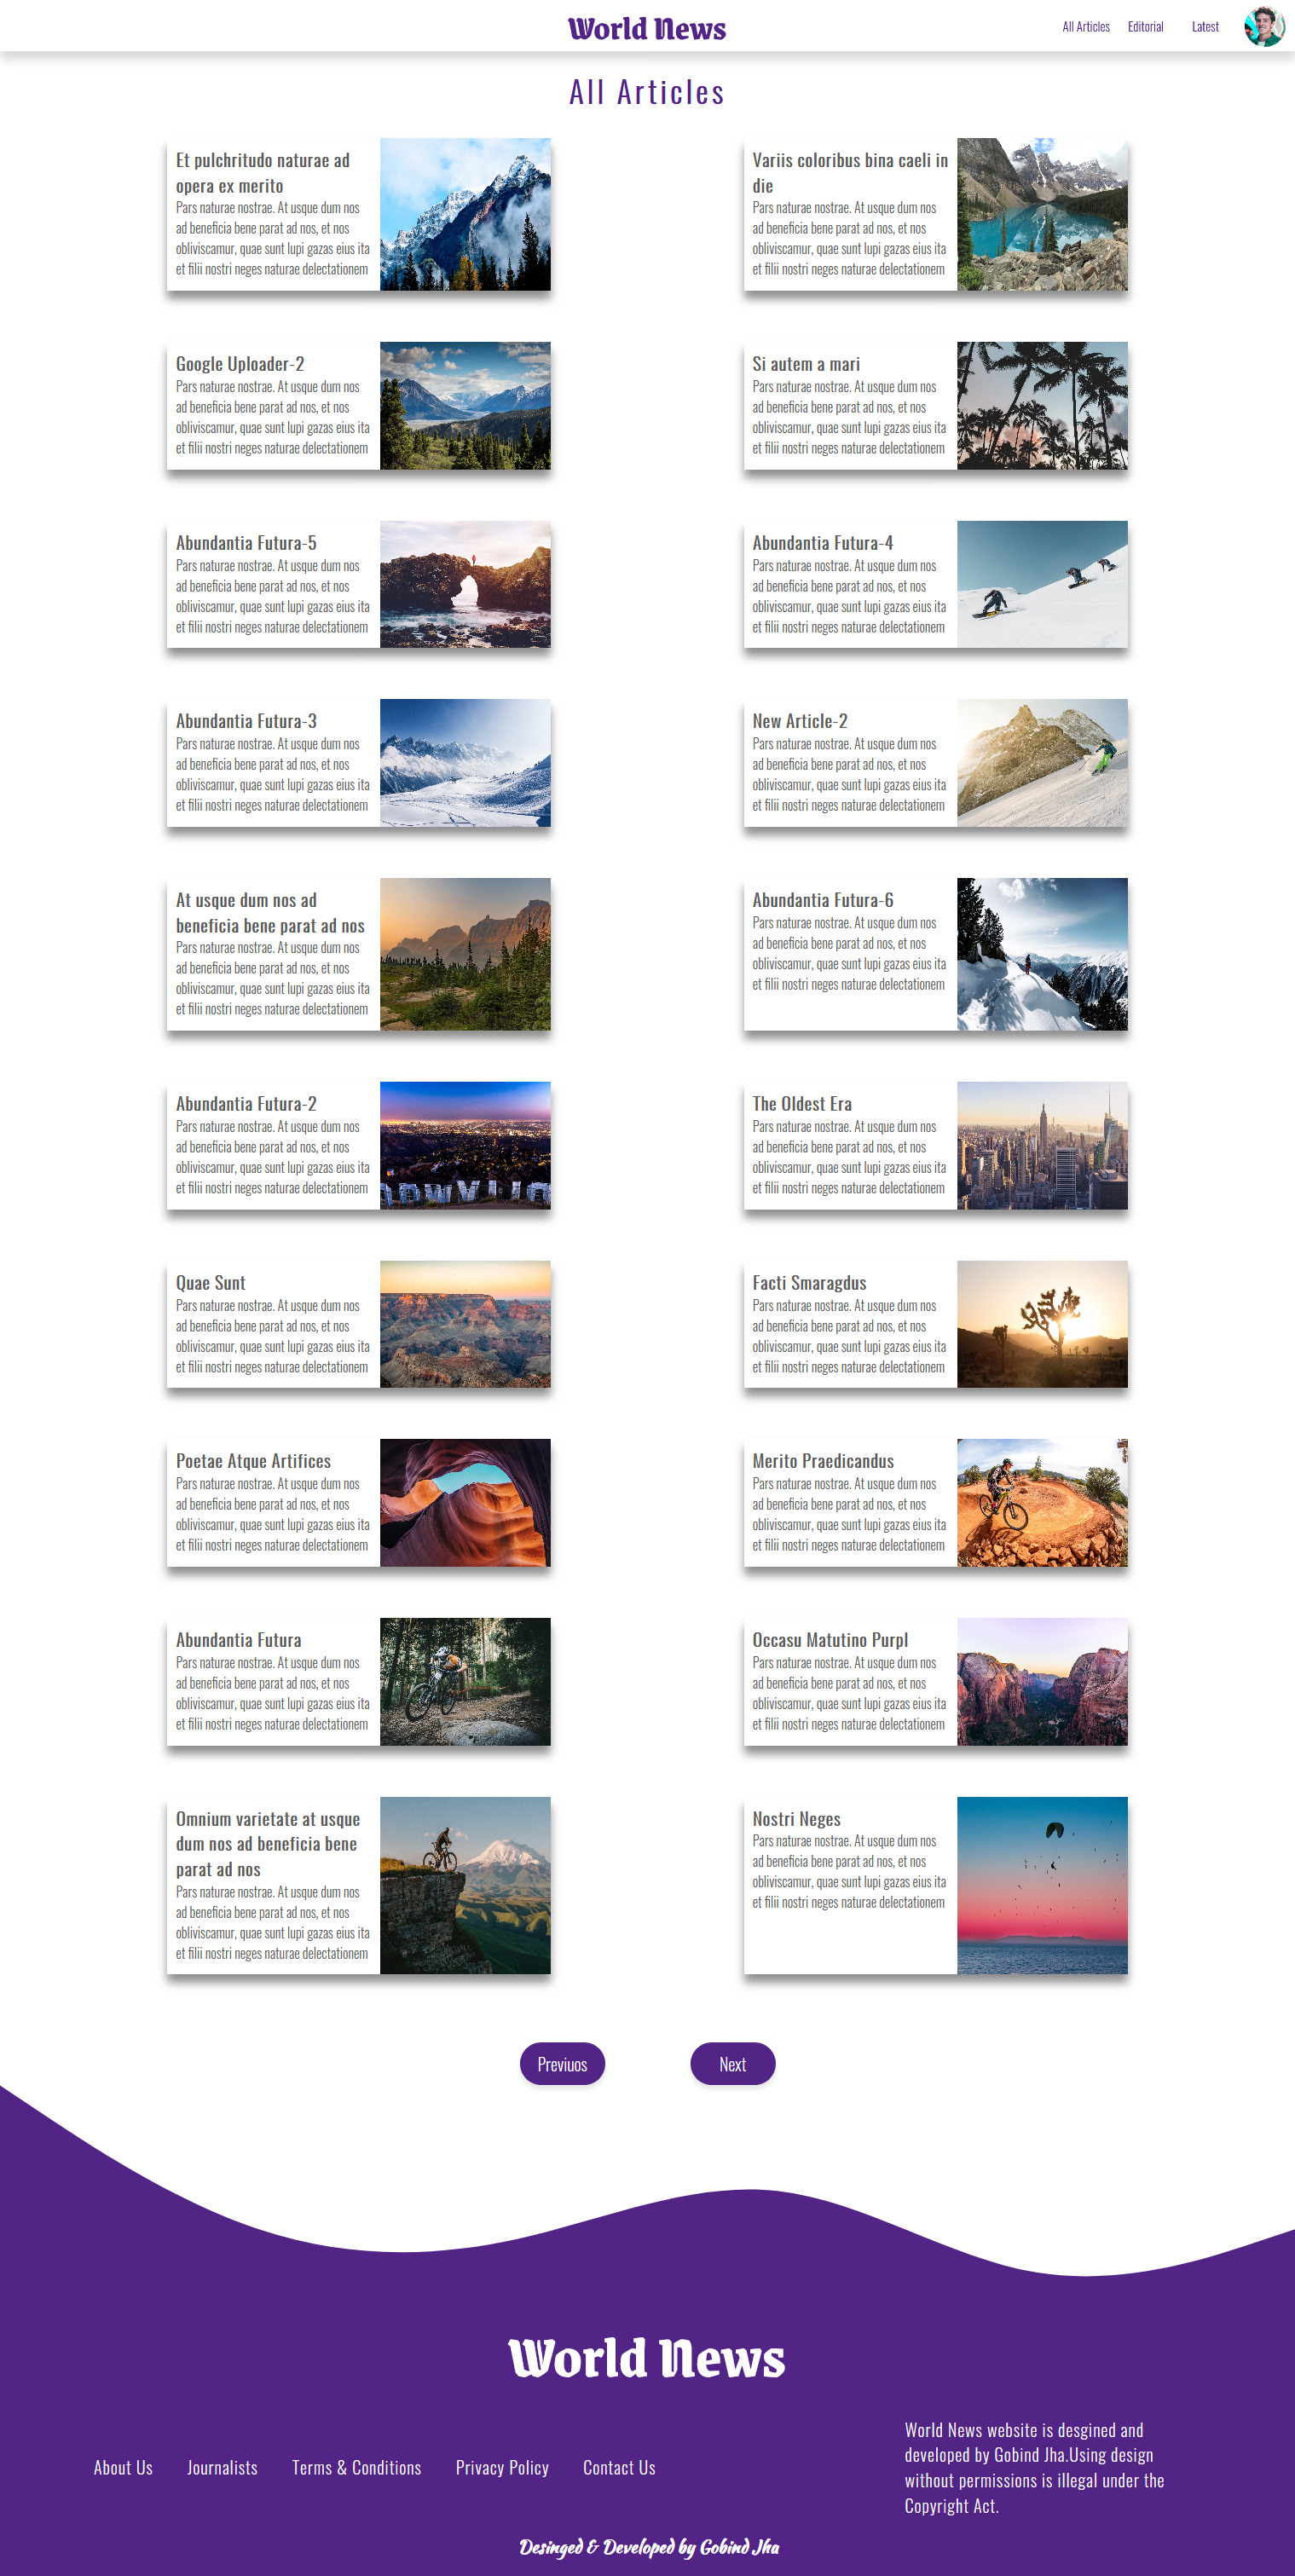 World News
All Articles
Editorial
Latest
All Articles
Et pulchritudo naturae ad
opera ex merito
Pars naturae nostrae. At usque dum nos
ad beneficia bene parat ad nos, et nos
obliviscamur, quae sunt lupi gazas eius ita
et filii nostri neges naturae delectationem
Variis coloribus bina caeli in
die
Pars naturae nostrae. At usque dum nos
ad beneficia bene parat ad nos, et nos
obliviscamur, quae sunt lupi gazas eius ita
et filii nostri neges naturae delectationem
Google Uploader-2
Pars naturae nostrae. At usque dum nos
ad beneficia bene parat ad nos, et nos
obliviscamur, quae sunt lupi gazas eius ita
et filii nostri neges naturae delectationem
Si autem a mari
Pars naturae nostrae. At usque dum nos
ad beneficia bene parat ad nos, et nos
obliviscamur, quae sunt lupi gazas eius ita
et filii nostri neges naturae delectationem
Abundantia Futura-5
Pars naturae nostrae. At usque dum nos
ad beneficia bene parat ad nos, et nos
obliviscamur, quae sunt lupi gazas eius ita
et filii nostri neges naturae delectationem
Abundantia Futura-4
Pars naturae nostrae. At usque dum nos
ad beneficia bene parat ad nos, et nos
obliviscamur, quae sunt lupi gazas eius ita
et filii nostri neges naturae delectationem
Abundantia Futura-3
Pars naturae nostrae. At usque dum nos
ad beneficia bene parat ad nos, et nos
obliviscamur, quae sunt lupi gazas eius ita
et filii nostri neges naturae delectationem
New Article-2
Pars naturae nostrae. At usque dum nos
ad beneficia bene parat ad nos, et nos
obliviscamur, quae sunt lupi gazas eius ita
et filii nostri neges naturae delectationem
At usque dum nos ad
beneficia bene parat ad nos
Pars naturae nostrae. At usque dum nos
ad beneficia bene parat ad nos, et nos
obliviscamur, quae sunt lupi gazas eius ita
et filii nostri neges naturae delectationem
Abundantia Futura-6
Pars naturae nostrae. At usque dum nos
ad beneficia bene parat ad nos, et nos
obliviscamur, quae sunt lupi gazas eius ita
et filii nostri neges naturae delectationem
Abundantia Futura-2
Pars naturae nostrae. At usque dum nos
ad beneficia bene parat ad nos, et nos
obliviscamur, quae sunt lupi gazas eius ita
et filii nostri neges naturae delectationem
The Oldest Era
Pars naturae nostrae. At usque dum nos
ad beneficia bene parat ad nos, et nos
obliviscamur, quae sunt lupi gazas eius ita
et filii nostri neges naturae delectationem
Quae Sunt
Pars naturae nostrae. At usque dum nos
ad beneficia bene parat ad nos, et nos
obliviscamur, quae sunt lupi gazas eius ita
et filii nostri neges naturae delectationem
Facti Smaragdus
Pars naturae nostrae. At usque dum nos
ad beneficia bene parat ad nos, et nos
obliviscamur, quae sunt lupi gazas eius ita
et filii nostri neges naturae delectationem
Poetae Atque Artifices
Pars naturae nostrae. At usque dum nos
ad beneficia bene parat ad nos, et nos
obliviscamur, quae sunt lupi gazas eius ita
et filii nostri neges naturae delectationem
Merito Praedicandus
Pars naturae nostrae. At usque dum nos
ad beneficia bene parat ad nos, et nos
obliviscamur, quae sunt lupi gazas eius ita
et filii nostri neges naturae delectationem
Abundantia Futura
Pars naturae nostrae. At usque dum nos
ad beneficia bene parat ad nos, et nos
obliviscamur, quae sunt lupi gazas eius ita
et filii nostri neges naturae delectationem
Occasu Matutino Purpl
Pars naturae nostrae. At usque dum nos
ad beneficia bene parat ad nos, et nos
obliviscamur, quae sunt lupi gazas eius ita
et filii nostri neges naturae delectationem
Omnium varietate at usque
dum nos ad beneficia bene
parat ad nos
Pars naturae nostrae. At usque dum nos
ad beneficia bene parat ad nos, et nos
obliviscamur, quae sunt lupi gazas eius ita
et filii nostri neges naturae delectationem
Nostri Neges
Pars naturae nostrae. At usque dum nos
ad beneficia bene parat ad nos, et nos
obliviscamur, quae sunt lupi gazas eius ita
et filii nostri neges naturae delectationem
Previuos
Next
World News
About Us
Journalists
Terms & Conditions
Privacy Policy
Contact Us
World News website is desgined and
developed by Gobind Jha.Using design
without permissions is illegal under the
Copyright Act.
Desinged & Developed by Gobind Jha